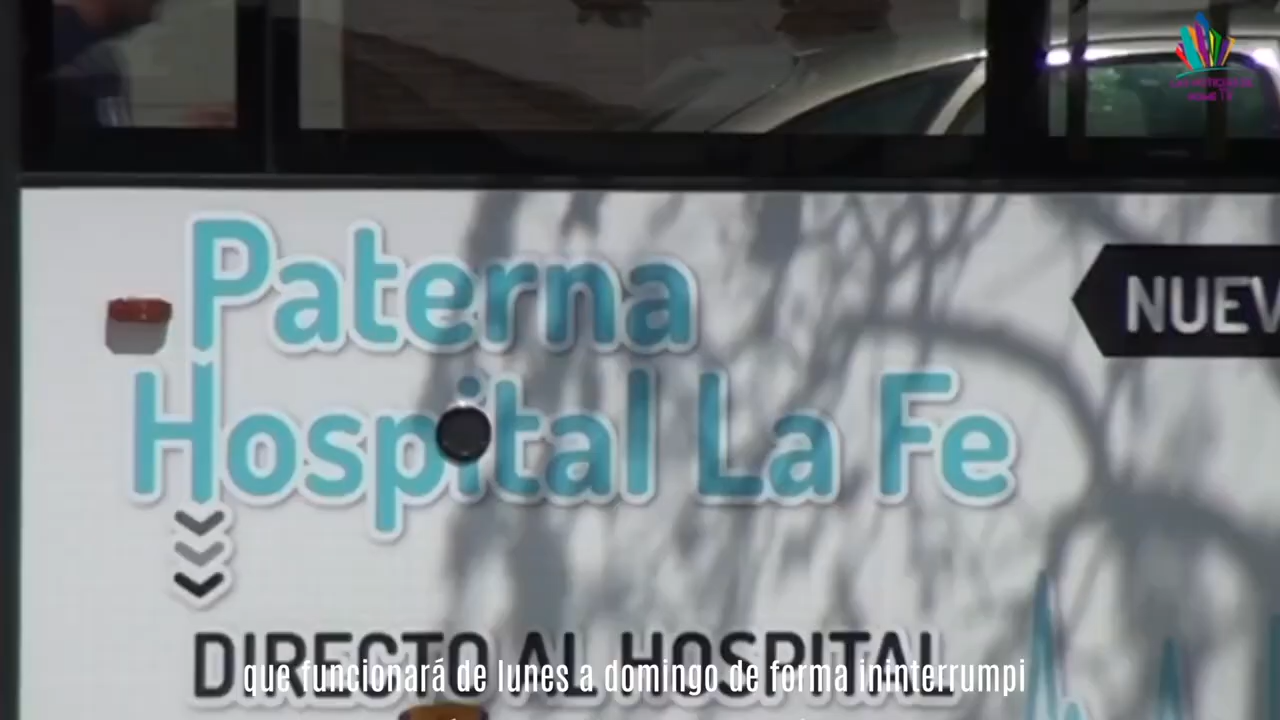 Paterna
NUEV
Hospital La Fe
DIRECTO AL HOSPITAL
que funcionará de lunes a domingo de forma ininterrumpi